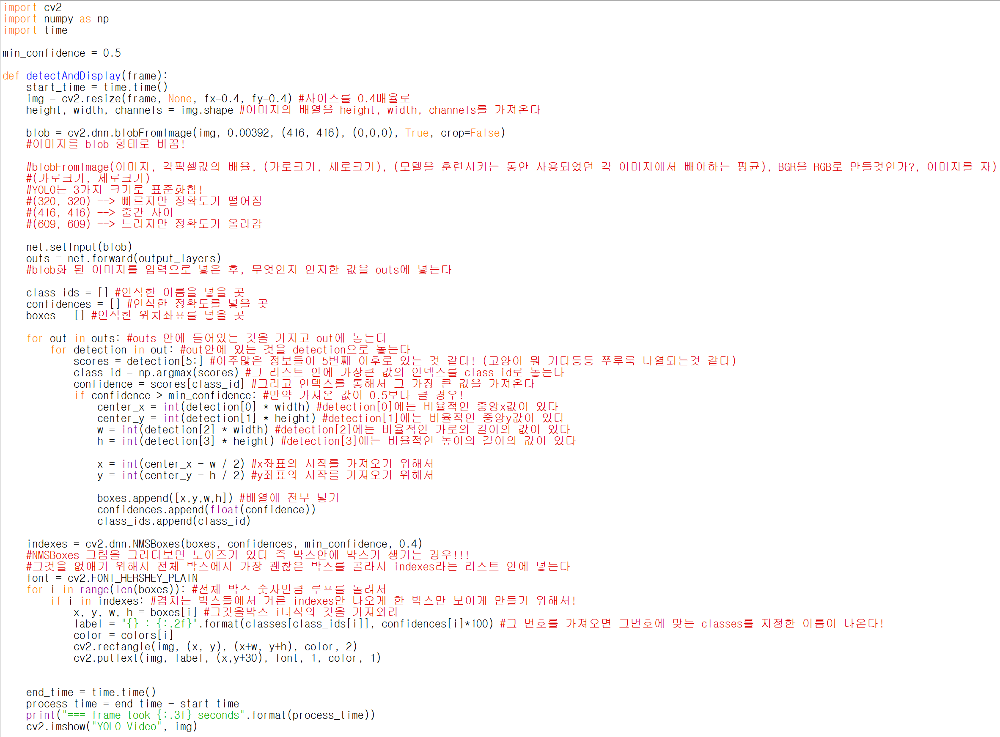 import cv2
import numpy as np
import time
min_confidence = 0.5
def detectAndDisplay(frame):
    start_time = time.time()
    img = cv2.resize(frame, None, fx=0.4, fy=0.4) #사이즈를 0.4배율로
    height, width, channels = img.shape #이미지의 배열을 height, width, channels를 가져온다
    blob = cv2.dnn.blobFromImage(img, 0.00392, (416, 416), (0,0,0), True, crop=False)
    #이미지를 blob 형태로 바꿈!
    #blobFromImage(이미지, 각픽셀값의 배율, (가로크기, 세로크기), (모델을 훈련시키는 동안 사용되었던 각 이미지에서 빼야하는 평균), BGR을 RGB로 만들것인가?, 이미지를 자)
    #(가로크기, 세로크기)
    #YOLO는 3가지 크기로 표준화함!
    #(320, 320) --> 빠르지만 정확도가 떨어짐
    #(416, 416) --> 중간 사이
    #(609, 609) --> 느리지만 정확도가 올라감
    net.setInput(blob)
    outs = net.forward(output_layers)
    #blob화 된 이미지를 입력으로 넣은 후, 무엇인지 인지한 값을 outs에 넣는다
    class_ids = [] #인식한 이름을 넣을 곳
    confidences = [] #인식한 정확도를 넣을 곳
    boxes = [] #인식한 위치좌표를 넣을 곳
    for out in outs: #outs 안에 들어있는 것을 가지고 out에 놓는다
        for detection in out: #out안에 있는 것을 detection으로 놓는다
            scores = detection[5:] #아주많은 정보들이 5번째 이후로 있는 것 같다! (고양이 뭐 기타등등 쭈루룩 나열되는것 같다)
            class_id = np.argmax(scores) #그 리스트 안에 가장큰 값의 인덱스를 class_id로 놓는다
            confidence = scores[class_id] #그리고 인덱스를 통해서 그 가장 큰 값을 가져온다
            if confidence > min_confidence: #만약 가져온 값이 0.5보다 클 경우!
                center_x = int(detection[0] * width) #detection[0]에는 비율적인 중앙x값이 있다
                center_y = int(detection[1] * height) #detection[1]에는 비율적인 중앙y값이 있다
                w = int(detection[2] * width) #detection[2]에는 비율적인 가로의 길이의 값이 있다
                h = int(detection[3] * height) #detection[3]에는 비율적인 높이의 길이의 값이 있다
                x = int(center_x - w / 2) #x좌표의 시작를 가져오기 위해서
                y = int(center_y - h / 2) #y좌표의 시작를 가져오기 위해서
                boxes.append([x,y,w,h]) #배열에 전부 넣기
                confidences.append(float(confidence))
                class_ids.append(class_id)
    indexes = cv2.dnn.NMSBoxes(boxes, confidences, min_confidence, 0.4)
    #NMSBoxes 그림을 그리다보면 노이즈가 있다 즉 박스안에 박스가 생기는 경우!!!
    #그것을 없애기 위해서 전체 박스에서 가장 괜찮은 박스를 골라서 indexes라는 리스트 안에 넣는다
    font = cv2.FONT_HERSHEY_PLAIN
    for i in range(len(boxes)): #전체 박스 숫자만큼 루프를 돌려서
        if i in indexes: #겹치는 박스들에서 거른 indexes만 나오게 한 박스만 보이게 만들기 위해서!
            x, y, w, h = boxes[i] #그것을박스 i녀석의 것을 가져와라
            label = "{} : {:.2f}".format(classes[class_ids[i]], confidences[i]*100) #그 번호를 가져오면 그번호에 맞는 classes를 지정한 이름이 나온다!
            color = colors[i]
            cv2.rectangle(img, (x, y), (x+w, y+h), color, 2)
            cv2.putText(img, label, (x,y+30), font, 1, color, 1)
    end_time = time.time()
    process_time = end_time - start_time
    print("=== frame took {:.3f} seconds".format(process_time))
    cv2.imshow("YOLO Video", img)